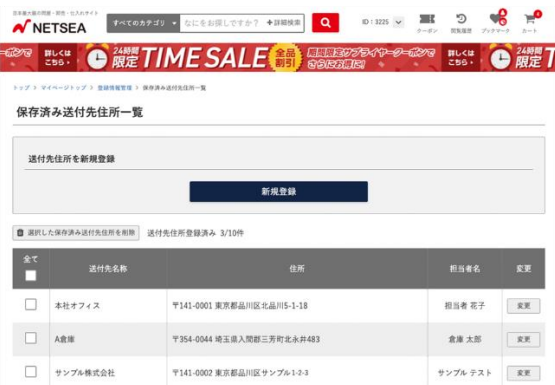 日本最大級の問屋・卸売・仕入れサイト
NETSEA
すべてのカテゴリ なにをお探しですか? +詳細検索
ID:3225
クーポン 閲覧履歴 ブックマーク カート
ーポンで 詳しくは こちら 24時間限定 TIME SALE 全品割引 期間限定サプライヤークーポンで さらにお得に! 詳しくは こちら 24時間限定 T
トップ > マイページトップ > 登録情報管理 > 保存済み送付先住所一覧
保存済み送付先住所一覧
送付先住所を新規登録
新規登録
選択した保存済み送付先住所を削除 送付先住所登録済み 3/10件
全て 送付先名称 住所 担当者名 変更
本社オフィス 〒141-0001 東京都品川区北品川5-1-18 担当者 花子 変更
A倉庫 〒354-0044 埼玉県入間郡三芳町北永井483 倉庫 太郎 変更
サンプル株式会社 〒141-0002 東京都品川区サンプル1-2-3 サンプル テスト 変更